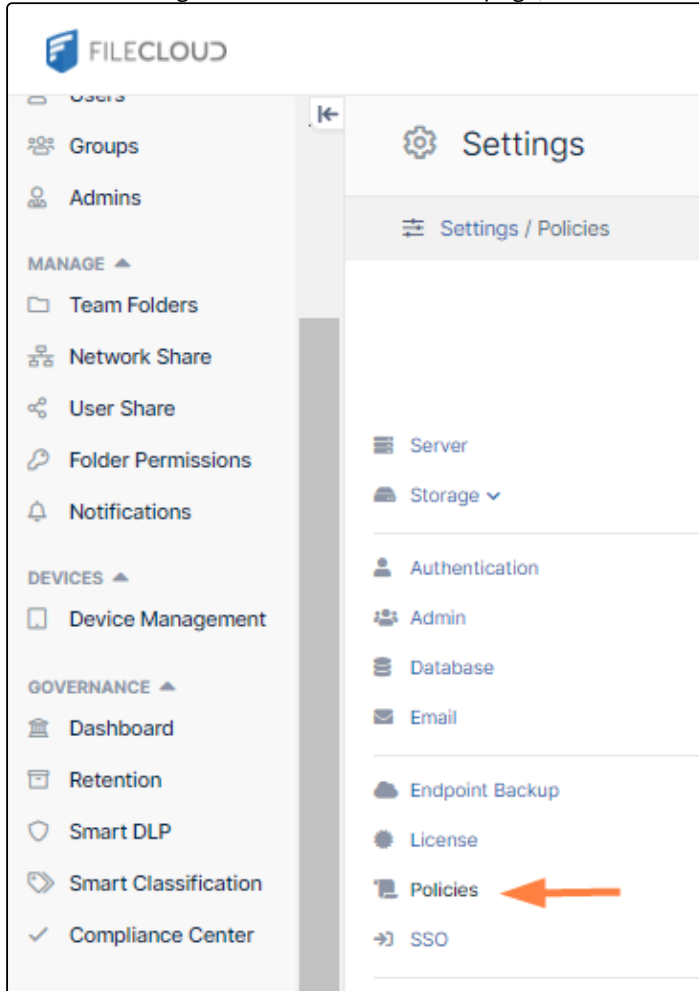 FILECLOUD
Users
Groups
Admins
MANAGE
Team Folders
Network Share
User Share
Folder Permissions
Notifications
DEVICES
Device Management
GOVERNANCE
Dashboard
Retention
Smart DLP
Smart Classification
Compliance Center
Settings
Settings / Policies
Server
Storage
Authentication
Admin
Database
Email
Endpoint Backup
License
Policies
SSO